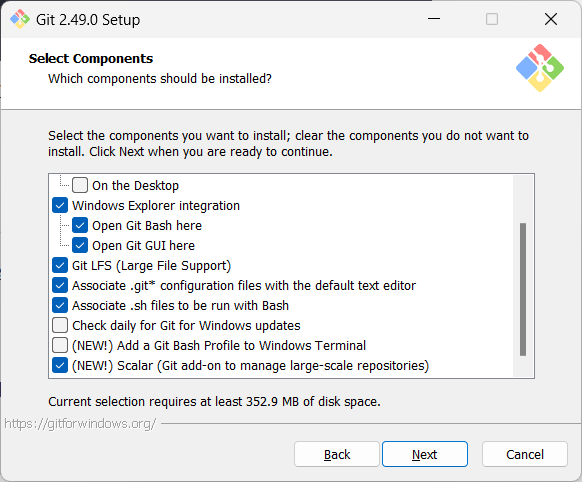 Git 2.49.0 Setup
Select Components
Which components should be installed?
Select the components you want to install; clear the components you do not want to
install. Click Next when you are ready to continue.
On the Desktop
Windows Explorer integration
Open Git Bash here
Open Git GUI here
Git LFS (Large File Support)
Associate .git* configuration files with the default text editor
Associate .sh files to be run with Bash
Check daily for Git for Windows updates
(NEW!) Add a Git Bash Profile to Windows Terminal
(NEW!) Scalar (Git add-on to manage large-scale repositories)
Current selection requires at least 352.9 MB of disk space.
https://gitforwindows.org/
Back Next Cancel